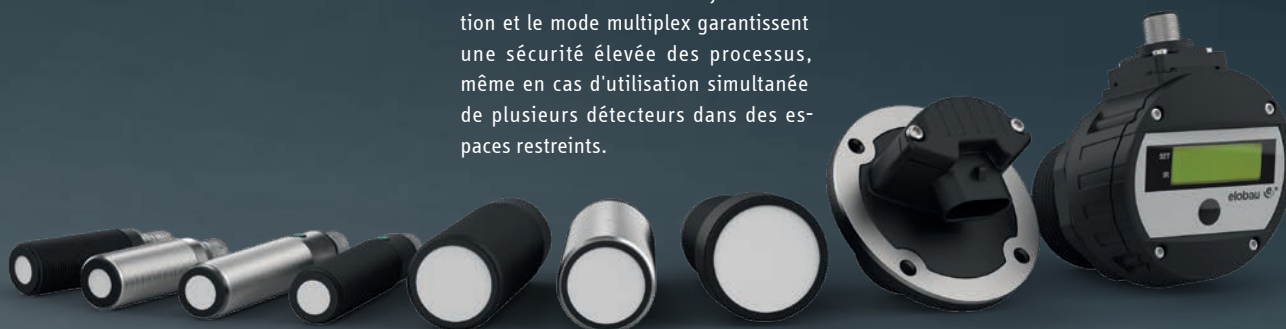 tion et le mode multiplex garantissent
une sécurité élevée des processus,
même en cas d'utilisation simultanée
de plusieurs détecteurs dans des es-
paces restreints.
SET
elobau